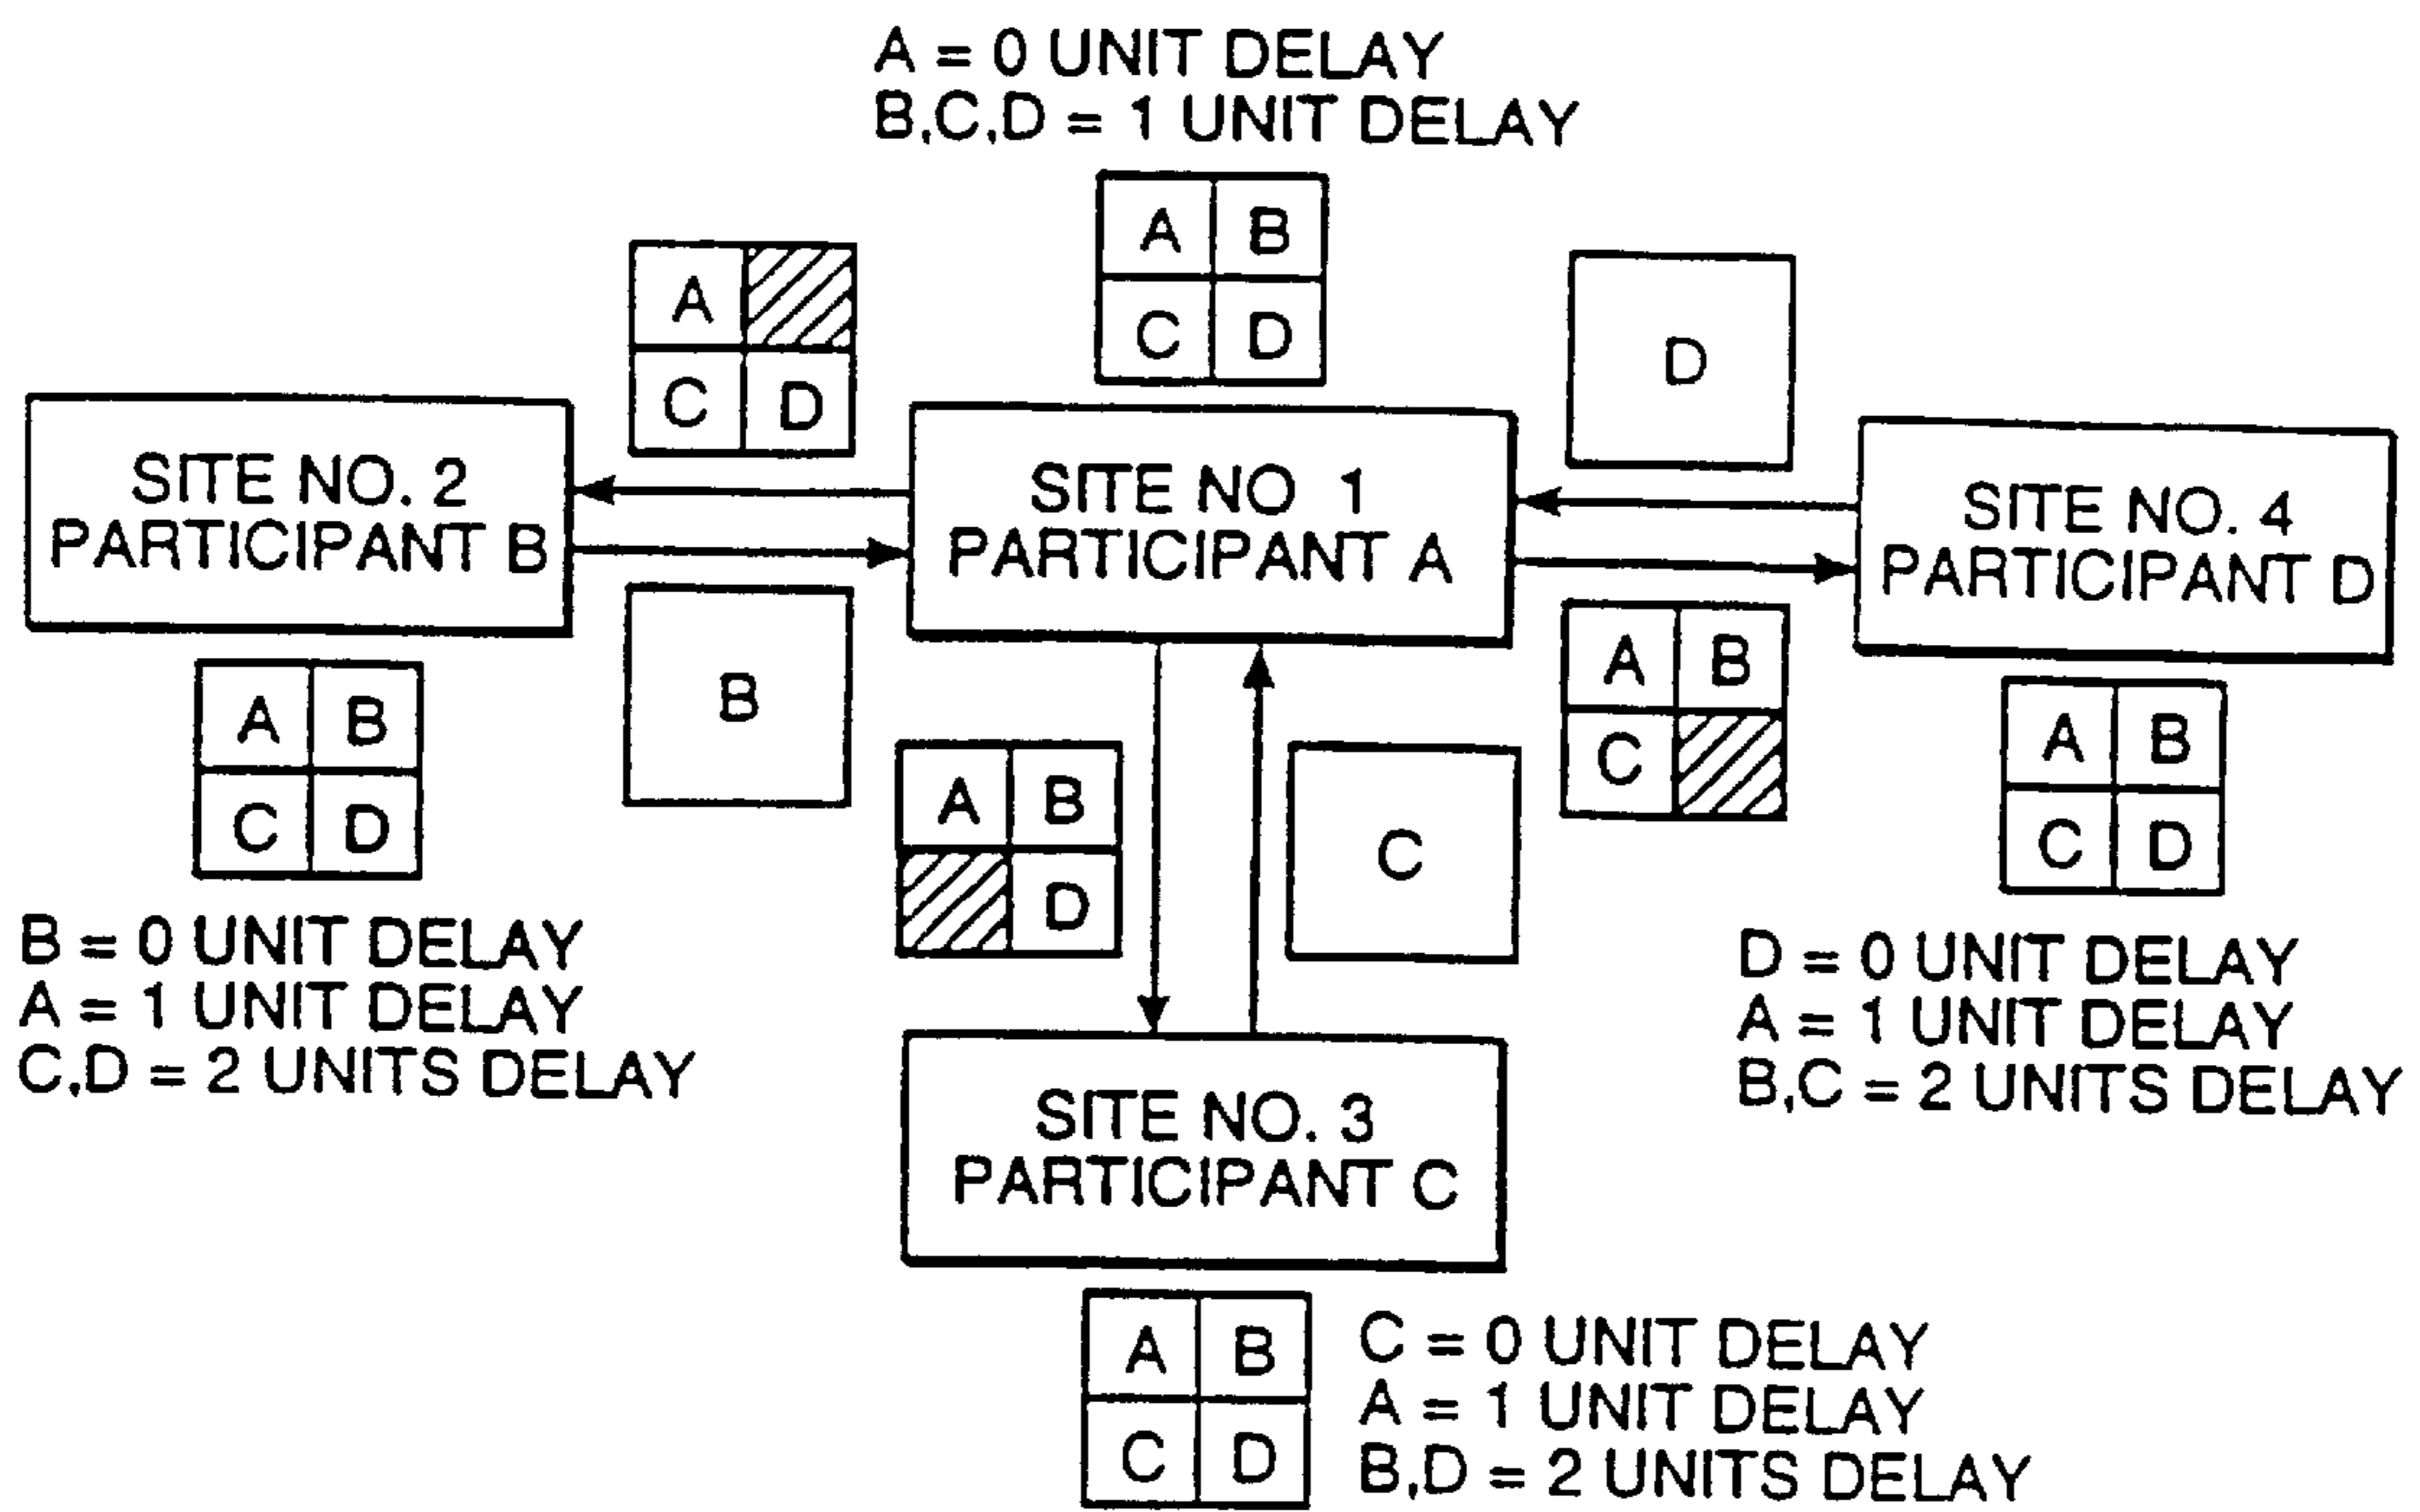 A = 0 UNIT DELAY
B,C,D = 1 UNIT DELAY
A B
C D
A
C D
D
SITE NO. 2
PARTICIPANT B
SITE NO 1
PARTICIPANT A
SITE NO. 4
PARTICIPANT D
A B
C D
B
A B
D
C
A B
C
A B
C D
B = 0 UNIT DELAY
A = 1 UNIT DELAY
C,D = 2 UNITS DELAY
D = 0 UNIT DELAY
A = 1 UNIT DELAY
B,C = 2 UNITS DELAY
SITE NO. 3
PARTICIPANT C
A B
C D
C = 0 UNIT DELAY
A = 1 UNIT DELAY
B,D = 2 UNITS DELAY